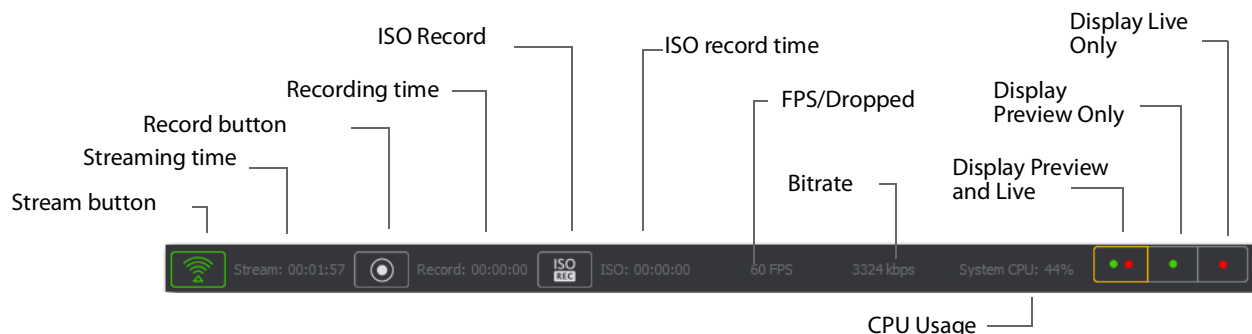 Display Live
Only
ISO Record
ISO record time
Recording time
FPS/Dropped
Display
Preview Only
Record button
Streaming time
Display Preview
and Live
Bitrate
Stream button
Stream: 00:01:57
Record: 00:00:00
ISO
REC
ISO: 00:00:00
60 FPS
3324 kbps
System CPU: 44%
CPU Usage